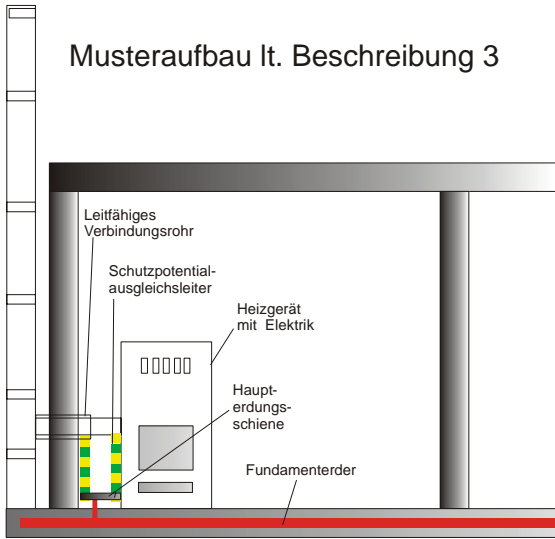 Musteraufbau lt. Beschreibung 3
Leitfähiges
Verbindungsrohr
Schutzpotential-
ausgleichsleiter
Heizgerät
mit Elektrik
Haupt-
erdungs-
schiene
Fundamenterder